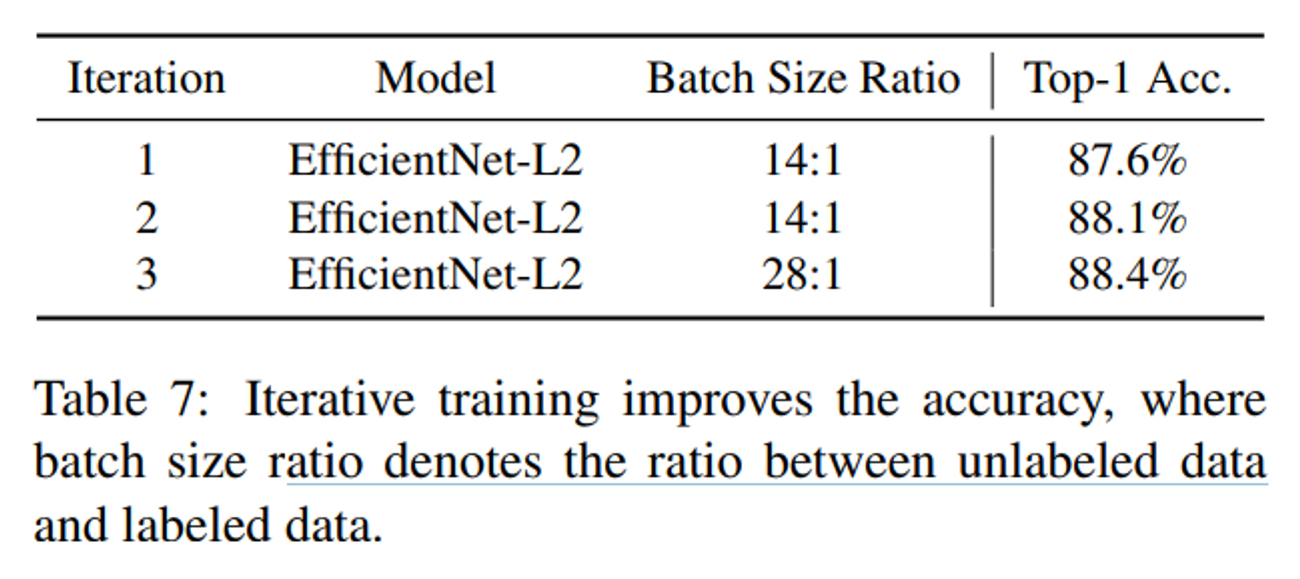 Iteration Model Batch Size Ratio Top-1 Acc.
1 EfficientNet-L2 14:1 87.6%
2 EfficientNet-L2 14:1 88.1%
3 EfficientNet-L2 28:1 88.4%
Table 7: Iterative training improves the accuracy, where
batch size ratio denotes the ratio between unlabeled data
and labeled data.